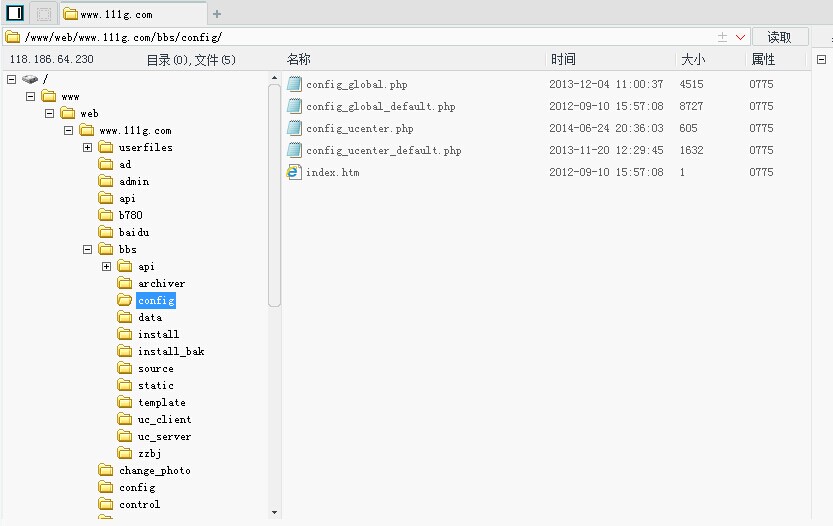 www.111g.com
/www/web/www.111g.com/bbs/config/
读取
118.186.64.230 目录(0),文件(5)
名称 时间 大小 属性
config_global.php 2013-12-04 11:00:37 4515 0775
config_global_default.php 2012-09-10 15:57:08 8727 0775
config_ucenter.php 2014-06-24 20:36:03 605 0775
config_ucenter_default.php 2013-11-20 12:29:45 1632 0775
index.htm 2012-09-10 15:57:08 1 0775
/
www
web
www.111g.com
userfiles
ad
admin
api
b780
baidu
bbs
api
archiver
config
data
install
install_bak
source
static
template
uc_client
uc_server
zzbj
change_photo
config
control